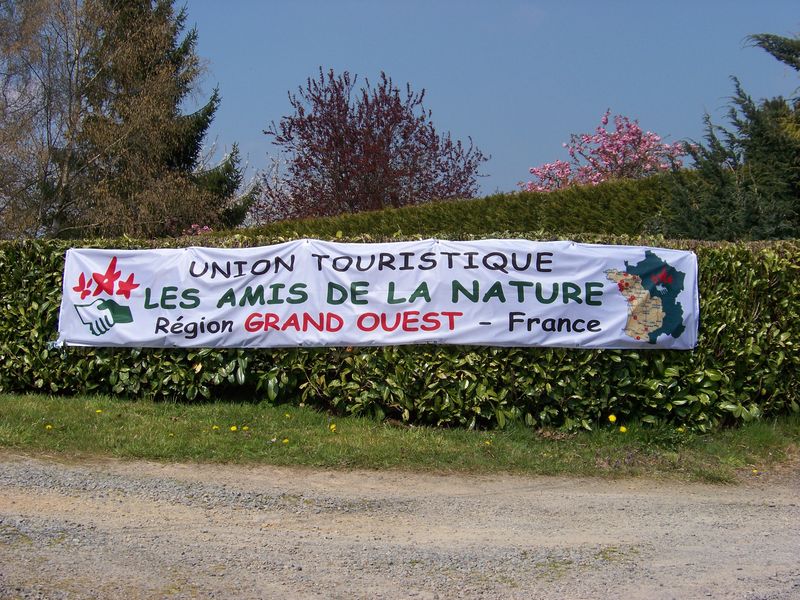 UNION TOURISTIQUE
LES AMIS DE LA NATURE
Région GRAND OUEST – France